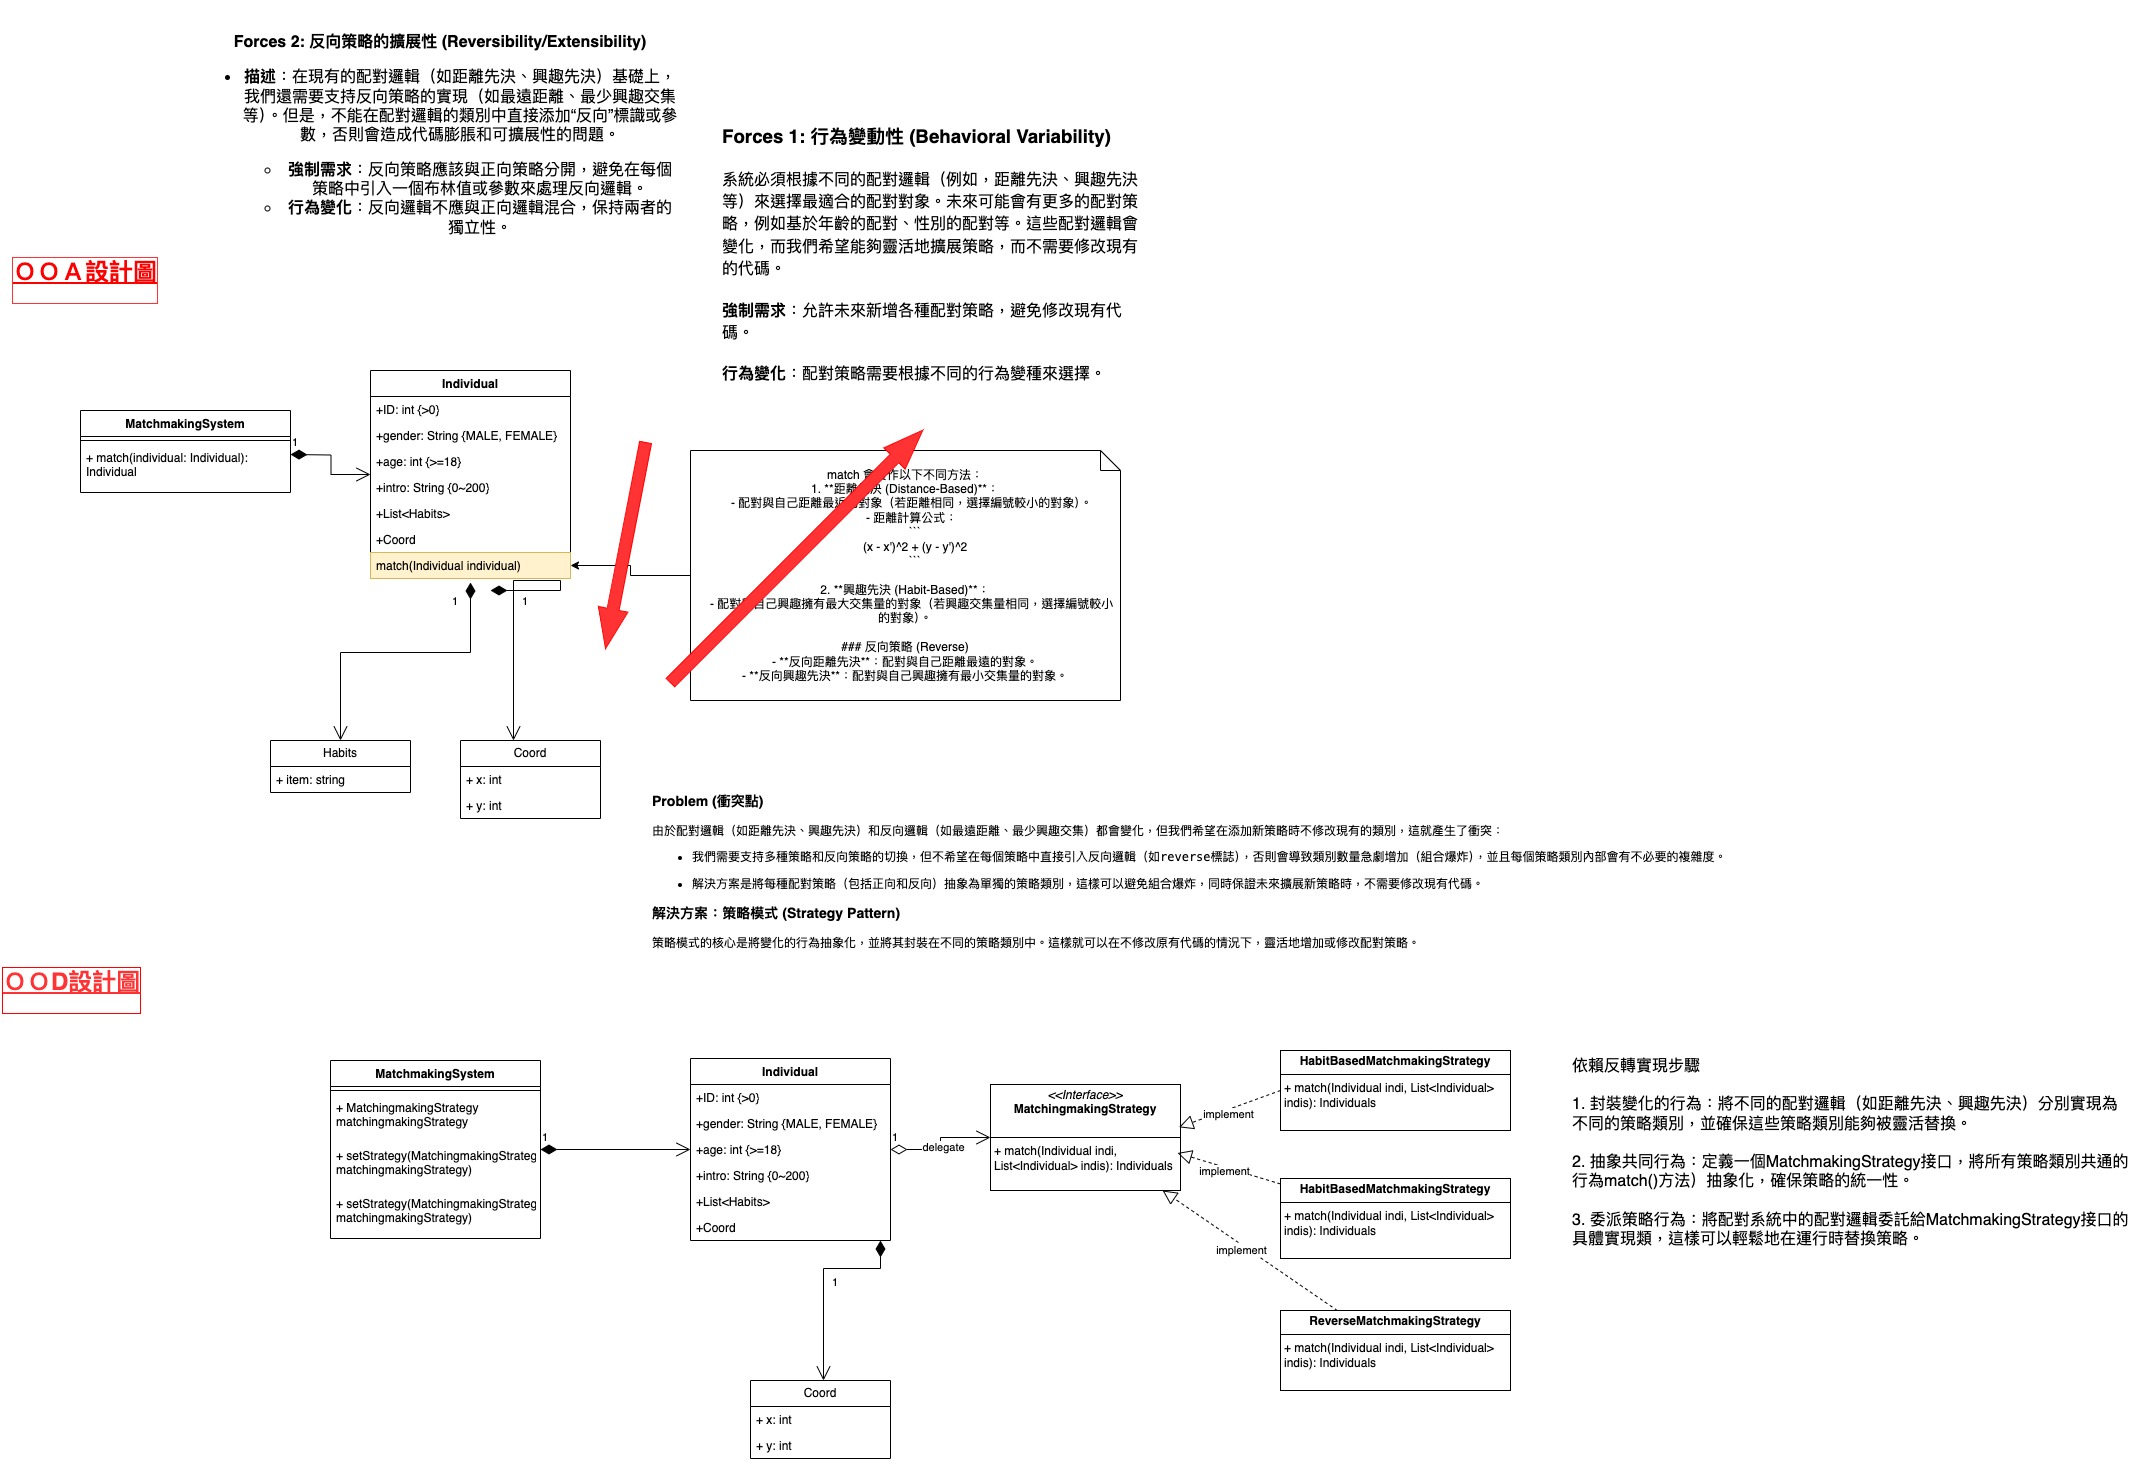 Forces 2: 反向策略的擴展性 (Reversibility/Extensibility)
• 描述：在現有的配對邏輯（如距離先決、興趣先決）基礎上，
我們還需要支持反向策略的實現（如最遠距離、最少興趣交集
等）。但是，不能在配對邏輯的類別中直接添加“反向”標識或參
數，否則會造成代碼膨脹和可擴展性的問題。
○ 強制需求：反向策略應該與正向策略分開，避免在每個
策略中引入一個布林值或參數來處理反向邏輯。
○ 行為變化：反向邏輯不應與正向邏輯混合，保持兩者的
獨立性。
Forces 1: 行為變動性 (Behavioral Variability)
系統必須根據不同的配對邏輯（例如，距離先決、興趣先決
等）來選擇最適合的配對對象。未來可能會有更多的配對策
略，例如基於年齡的配對、性別的配對等。這些配對邏輯會
變化，而我們希望能夠靈活地擴展策略，而不需要修改現有
的代碼。
強制需求：允許未來新增各種配對策略，避免修改現有代
碼。
行為變化：配對策略需要根據不同的行為變種來選擇。
ＯＯＡ設計圖
MatchmakingSystem
+ match(individual: Individual):
Individual
1
Individual
+ID: int {>0}
+gender: String {MALE, FEMALE}
+age: int {>=18}
+intro: String {0~200}
+List<Habits>
+Coord
match(Individual individual)
1
1
Habits
+ item: string
Coord
+ x: int
+ y: int
match 會 作以下不同方法：
1. **距離 決 (Distance-Based)**：
- 配對與自己距離最 對象（若距離相同，選擇編號較小的對象）。
- 距離計算公式：
```
(x - x')^2 + (y - y')^2
```
2. **興趣先決 (Habit-Based)**：
- 配對 自己興趣擁有最大交集量的對象（若興趣交集量相同，選擇編號較小
的對象）。
### 反向策略 (Reverse)
- **反向距離先決**：配對與自己距離最遠的對象。
- **反向興趣先決**：配對與自己興趣擁有最小交集量的對象。
Problem (衝突點)
由於配對邏輯（如距離先決、興趣先決）和反向邏輯（如最遠距離、最少興趣交集）都會變化，但我們希望在添加新策略時不修改現有的類別，這就產生了衝突：
• 我們需要支持多種策略和反向策略的切換，但不希望在每個策略中直接引入反向邏輯（如reverse標誌），否則會導致類別數量急劇增加（組合爆炸），並且每個策略類別內部會有不必要的複雜度。
• 解決方案是將每種配對策略（包括正向和反向）抽象為單獨的策略類別，這樣可以避免組合爆炸，同時保證未來擴展新策略時，不需要修改現有代碼。
解決方案：策略模式 (Strategy Pattern)
策略模式的核心是將變化的行為抽象化，並將其封裝在不同的策略類別中。這樣就可以在不修改原有代碼的情況下，靈活地增加或修改配對策略。
ＯＯD設計圖
MatchmakingSystem
+ MatchingmakingStrategy
matchingmakingStrategy
+ setStrategy(MatchingmakingStrateg
matchingmakingStrategy)
+ setStrategy(MatchingmakingStrateg
matchingmakingStrategy)
1
Individual
+ID: int {>0}
+gender: String {MALE, FEMALE}
+age: int {>=18}
+intro: String {0~200}
+List<Habits>
+Coord
1
delegate
1
Coord
+ x: int
+ y: int
<<Interface>>
MatchingmakingStrategy
+ match(Individual indi,
List<Individual> indis): Individuals
implement
implement
implement
HabitBasedMatchmakingStrategy
+ match(Individual indi, List<Individual>
indis): Individuals
HabitBasedMatchmakingStrategy
+ match(Individual indi, List<Individual>
indis): Individuals
ReverseMatchmakingStrategy
+ match(Individual indi, List<Individual>
indis): Individuals
依賴反轉實現步驟
1. 封裝變化的行為：將不同的配對邏輯（如距離先決、興趣先決）分別實現為
不同的策略類別，並確保這些策略類別能夠被靈活替換。
2. 抽象共同行為：定義一個MatchmakingStrategy接口，將所有策略類別共通的
行為match()方法）抽象化，確保策略的統一性。
3. 委派策略行為：將配對系統中的配對邏輯委託給MatchmakingStrategy接口的
具體實現類，這樣可以輕鬆地在運行時替換策略。